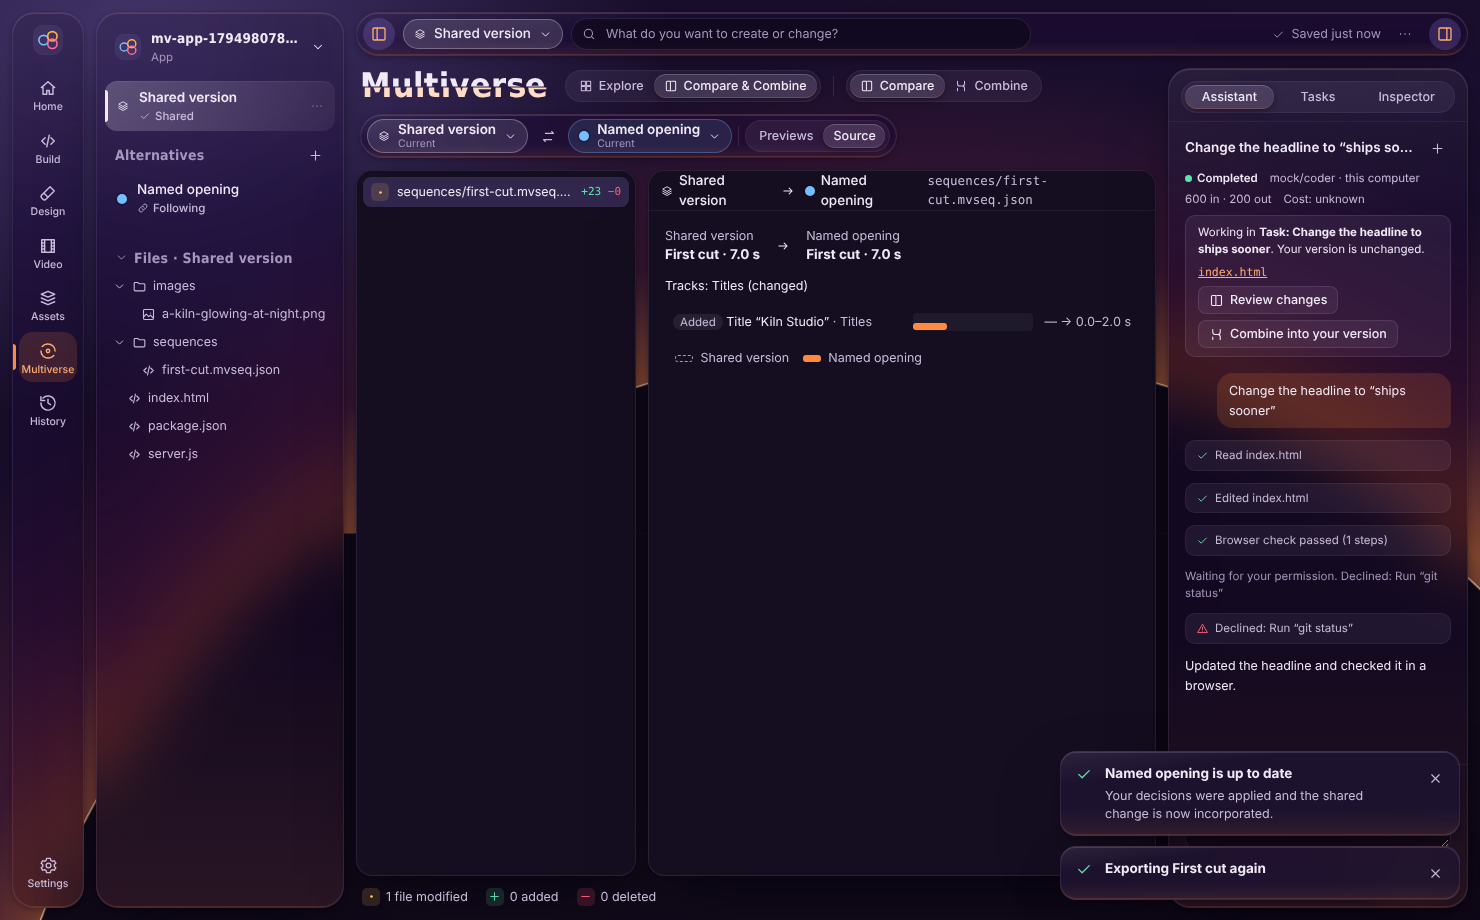 Home
Build
Design
Video
Assets
Multiverse
History
Settings
mv-app-179498078...
App
Shared version
Shared
Alternatives
Named opening
Following
Files · Shared version
images
a-kiln-glowing-at-night.png
sequences
first-cut.mvseq.json
index.html
package.json
server.js
Shared version
What do you want to create or change?
Saved just now
Multiverse
Explore
Compare & Combine
Compare
Combine
Shared version
Current
Named opening
Current
Previews
Source
sequences/first-cut.mvseq.... +23 −0
Shared version → Named opening
sequences/first-cut.mvseq.json
Shared version
First cut · 7.0 s
→
Named opening
First cut · 7.0 s
Tracks: Titles (changed)
Added Title “Kiln Studio” · Titles — → 0.0–2.0 s
Shared version Named opening
1 file modified
0 added
0 deleted
Assistant
Tasks
Inspector
Change the headline to “ships so...
Completed mock/coder · this computer
600 in · 200 out Cost: unknown
Working in Task: Change the headline to
ships sooner. Your version is unchanged.
index.html
Review changes
Combine into your version
Change the headline to “ships
sooner”
Read index.html
Edited index.html
Browser check passed (1 steps)
Waiting for your permission. Declined: Run “git
status”
Declined: Run “git status”
Updated the headline and checked it in a
browser.
Named opening is up to date
Your decisions were applied and the shared
change is now incorporated.
Exporting First cut again